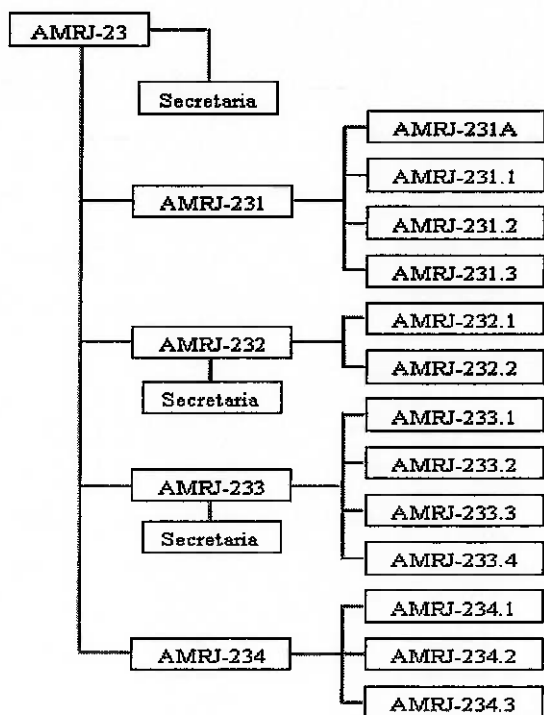 AMRJ-23
Secretaria
AMRJ-231
AMRJ-231A
AMRJ-231.1
AMRJ-231.2
AMRJ-231.3
AMRJ-232
Secretaria
AMRJ-232.1
AMRJ-232.2
AMRJ-233
Secretaria
AMRJ-233.1
AMRJ-233.2
AMRJ-233.3
AMRJ-233.4
AMRJ-234
AMRJ-234.1
AMRJ-234.2
AMRJ-234.3